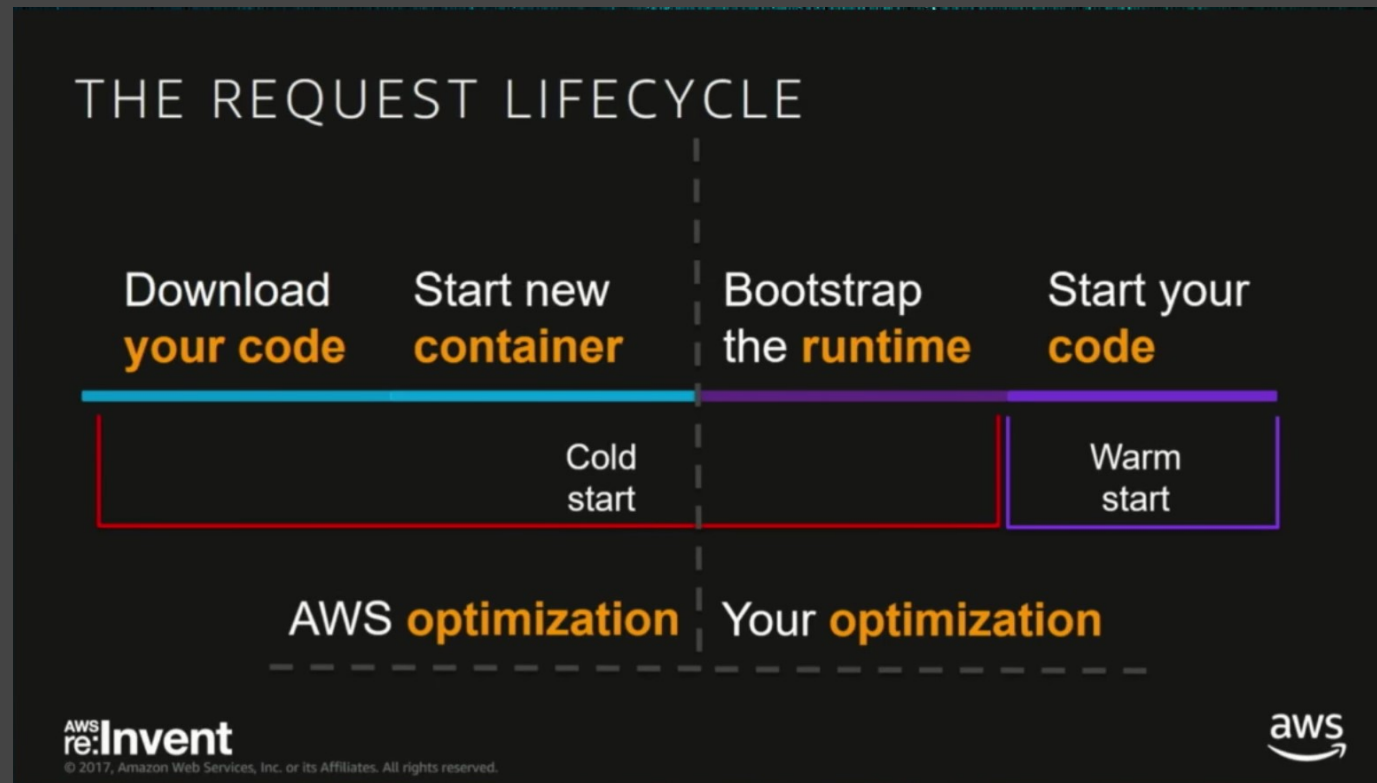 THE REQUEST LIFECYCLE
Download
your code
Start new
container
Bootstrap
the runtime
Start your
code
Cold
start
Warm
start
AWS optimization
Your optimization
AWS
re:Invent
© 2017, Amazon Web Services, Inc. or its Affiliates. All rights reserved.
aws